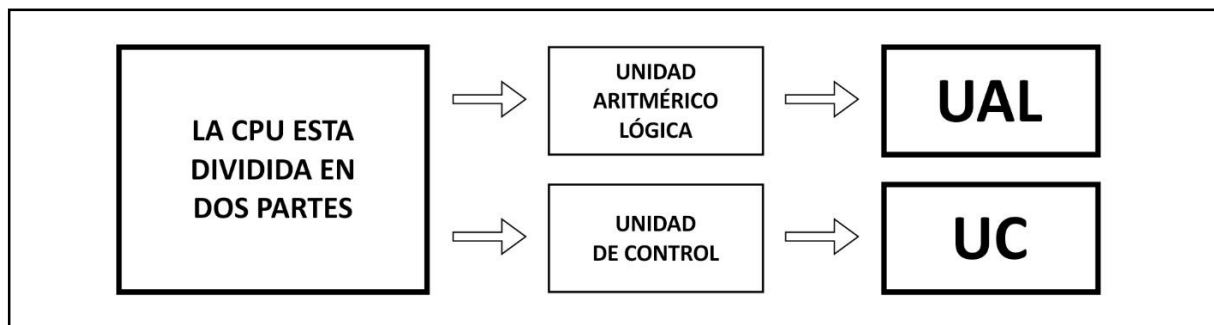 LA CPU ESTA
DIVIDIDA EN
DOS PARTES
UNIDAD
ARITMÉRICO
LÓGICA
UAL
UNIDAD
DE CONTROL
UC